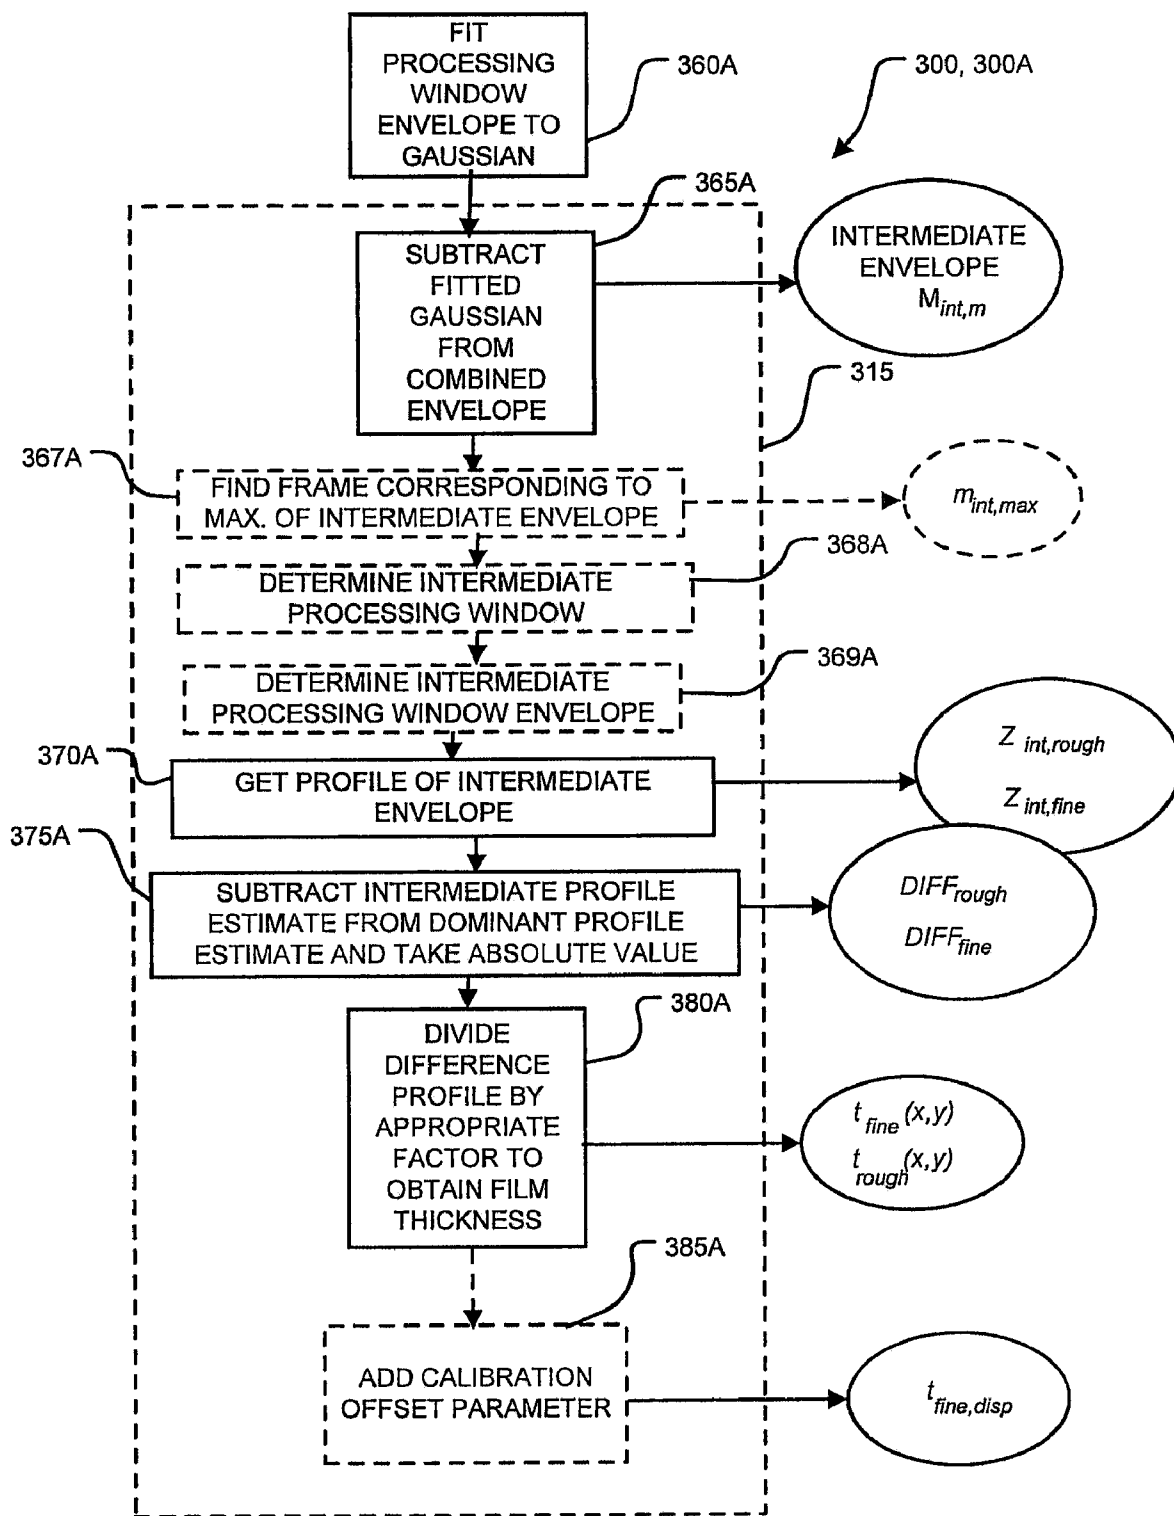 FIT
PROCESSING
WINDOW
ENVELOPE TO
GAUSSIAN
360A
300, 300A
365A
SUBTRACT
FITTED
GAUSSIAN
FROM
COMBINED
ENVELOPE
INTERMEDIATE
ENVELOPE
M int,m
315
367A
FIND FRAME CORRESPONDING TO
MAX. OF INTERMEDIATE ENVELOPE
m int,max
368A
DETERMINE INTERMEDIATE
PROCESSING WINDOW
369A
DETERMINE INTERMEDIATE
PROCESSING WINDOW ENVELOPE
370A
GET PROFILE OF INTERMEDIATE
ENVELOPE
Z int,rough
Z int,fine
375A
SUBTRACT INTERMEDIATE PROFILE
ESTIMATE FROM DOMINANT PROFILE
ESTIMATE AND TAKE ABSOLUTE VALUE
DIFF rough
DIFF fine
380A
DIVIDE
DIFFERENCE
PROFILE BY
APPROPRIATE
FACTOR TO
OBTAIN FILM
THICKNESS
t fine (x,y)
t rough (x,y)
385A
ADD CALIBRATION
OFFSET PARAMETER
t fine,disp